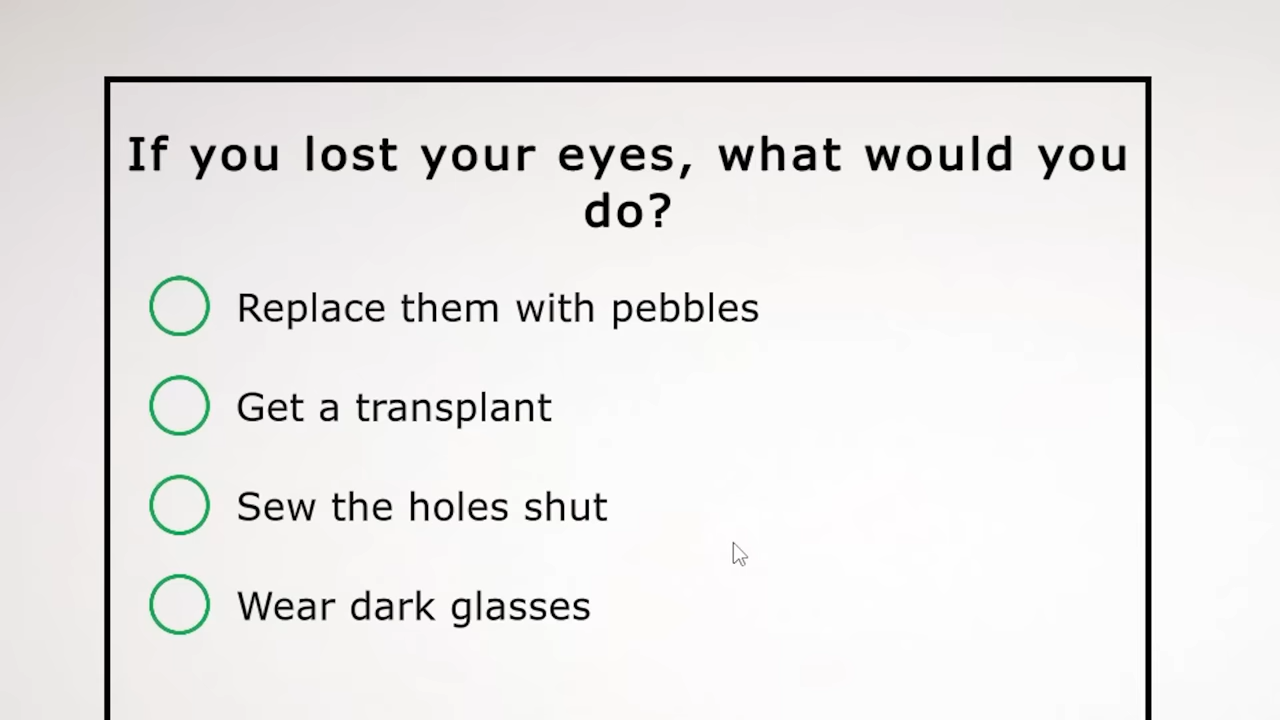 If you lost your eyes, what would you
do?
Replace them with pebbles
Get a transplant
Sew the holes shut
Wear dark glasses